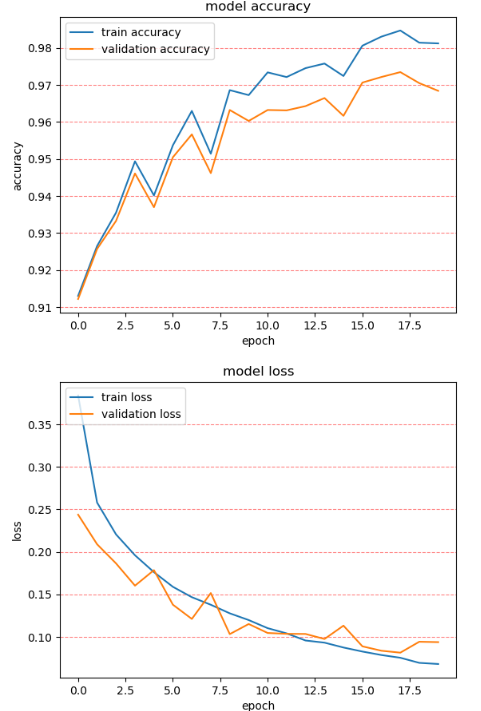 model accuracy
train accuracy
validation accuracy
0.98
0.97
0.96
0.95
0.94
0.93
0.92
0.91
accuracy
0.0 2.5 5.0 7.5 10.0 12.5 15.0 17.5
epoch
model loss
train loss
validation loss
0.35
0.30
0.25
0.20
0.15
0.10
loss
0.0 2.5 5.0 7.5 10.0 12.5 15.0 17.5
epoch